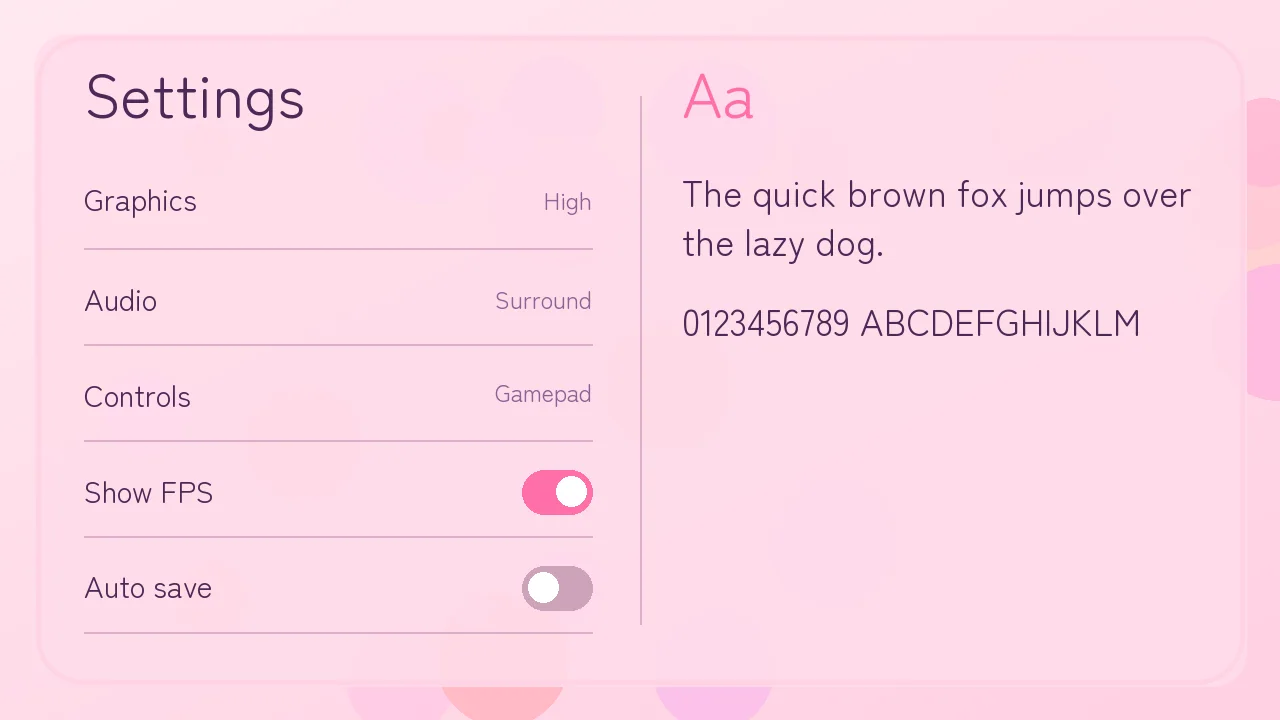 Settings
Graphics High
Audio Surround
Controls Gamepad
Show FPS
Auto save
Aa
The quick brown fox jumps over
the lazy dog.
0123456789 ABCDEFGHIJKLM